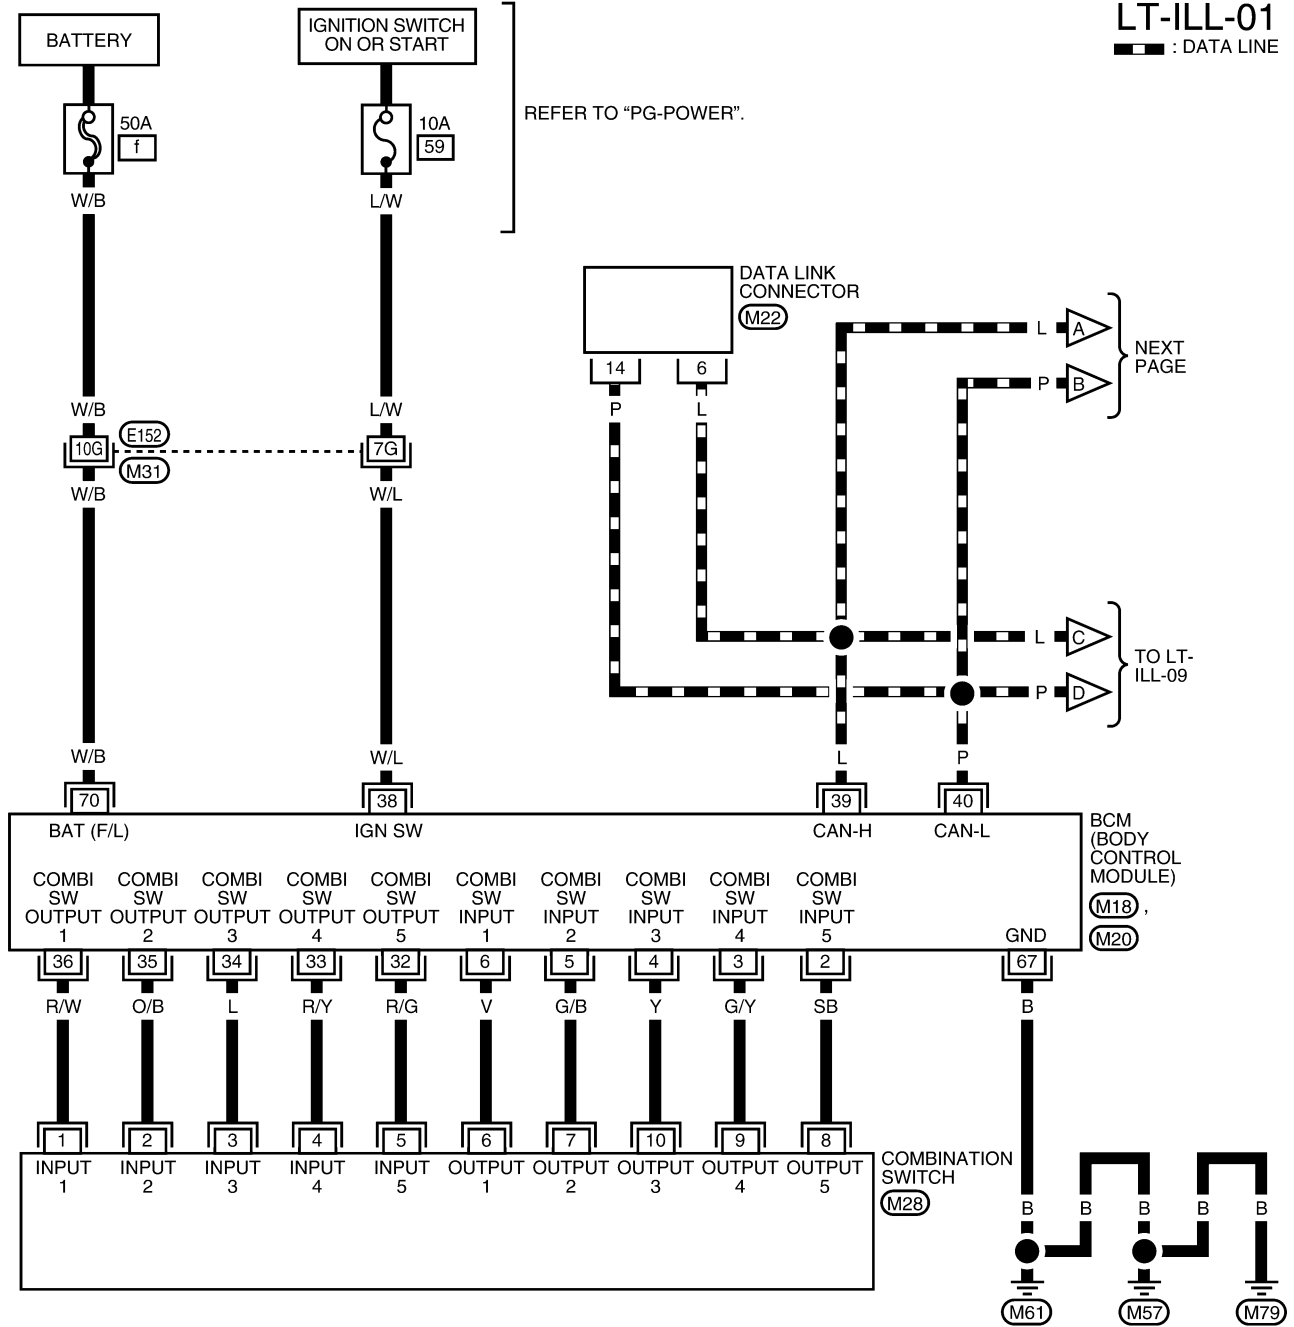 LT-ILL-01
: DATA LINE
BATTERY
IGNITION SWITCH
ON OR START
50A
f
10A
59
REFER TO “PG-POWER”.
W/B
L/W
DATA LINK
CONNECTOR
M22
14
6
P
L
L
A
P
B
NEXT
PAGE
W/B
L/W
10G
E152
M31
7G
W/B
W/L
L
C
P
D
TO LT-
ILL-09
W/B
W/L
L
P
70
38
39
40
BAT (F/L)
IGN SW
CAN-H
CAN-L
BCM
(BODY
CONTROL
MODULE)
M18 ,
M20
COMBI COMBI COMBI COMBI COMBI COMBI COMBI COMBI COMBI COMBI
SW SW SW SW SW SW SW SW SW SW
OUTPUT OUTPUT OUTPUT OUTPUT OUTPUT INPUT INPUT INPUT INPUT INPUT
1 2 3 4 5 1 2 3 4 5 GND
36 35 34 33 32 6 5 4 3 2 67
R/W O/B L R/Y R/G V G/B Y G/Y SB B
1 2 3 4 5 6 7 10 9 8
INPUT INPUT INPUT INPUT INPUT OUTPUT OUTPUT OUTPUT OUTPUT OUTPUT
1 2 3 4 5 1 2 3 4 5
COMBINATION
SWITCH
M28
B B B B B
M61 M57 M79